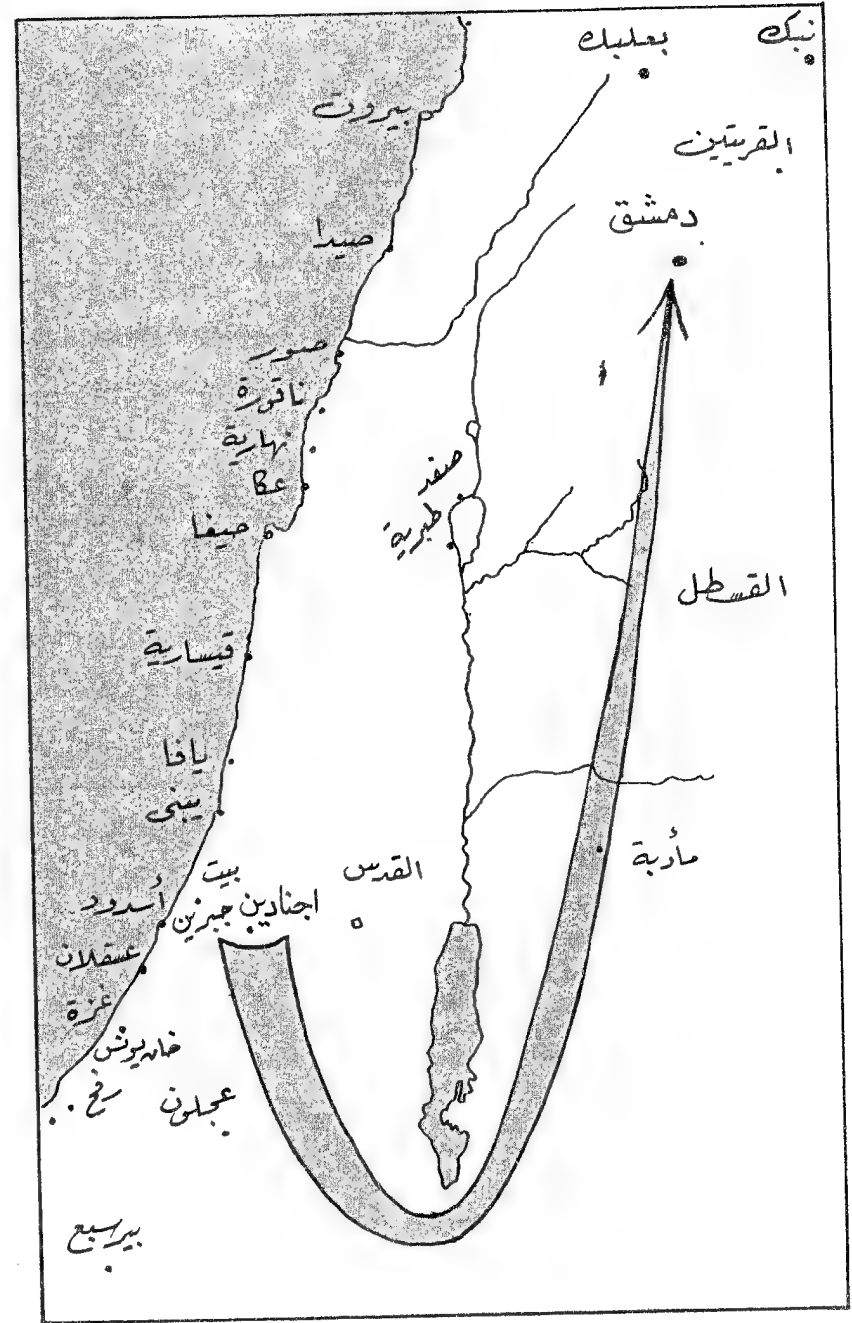 نبك
بعلبك
القريتين
بيروت
دمشق
صيدا
صور
ناقورة
نهارية
عكا
حيفا
صفد
طبرية
القسطل
قيسارية
يافا
يبنى
مأدبة
القدس
بيت
اجنادين جبرين
أسدود
عسقلان
غزة
خان يونس
رفح
عجلون
بير سبع